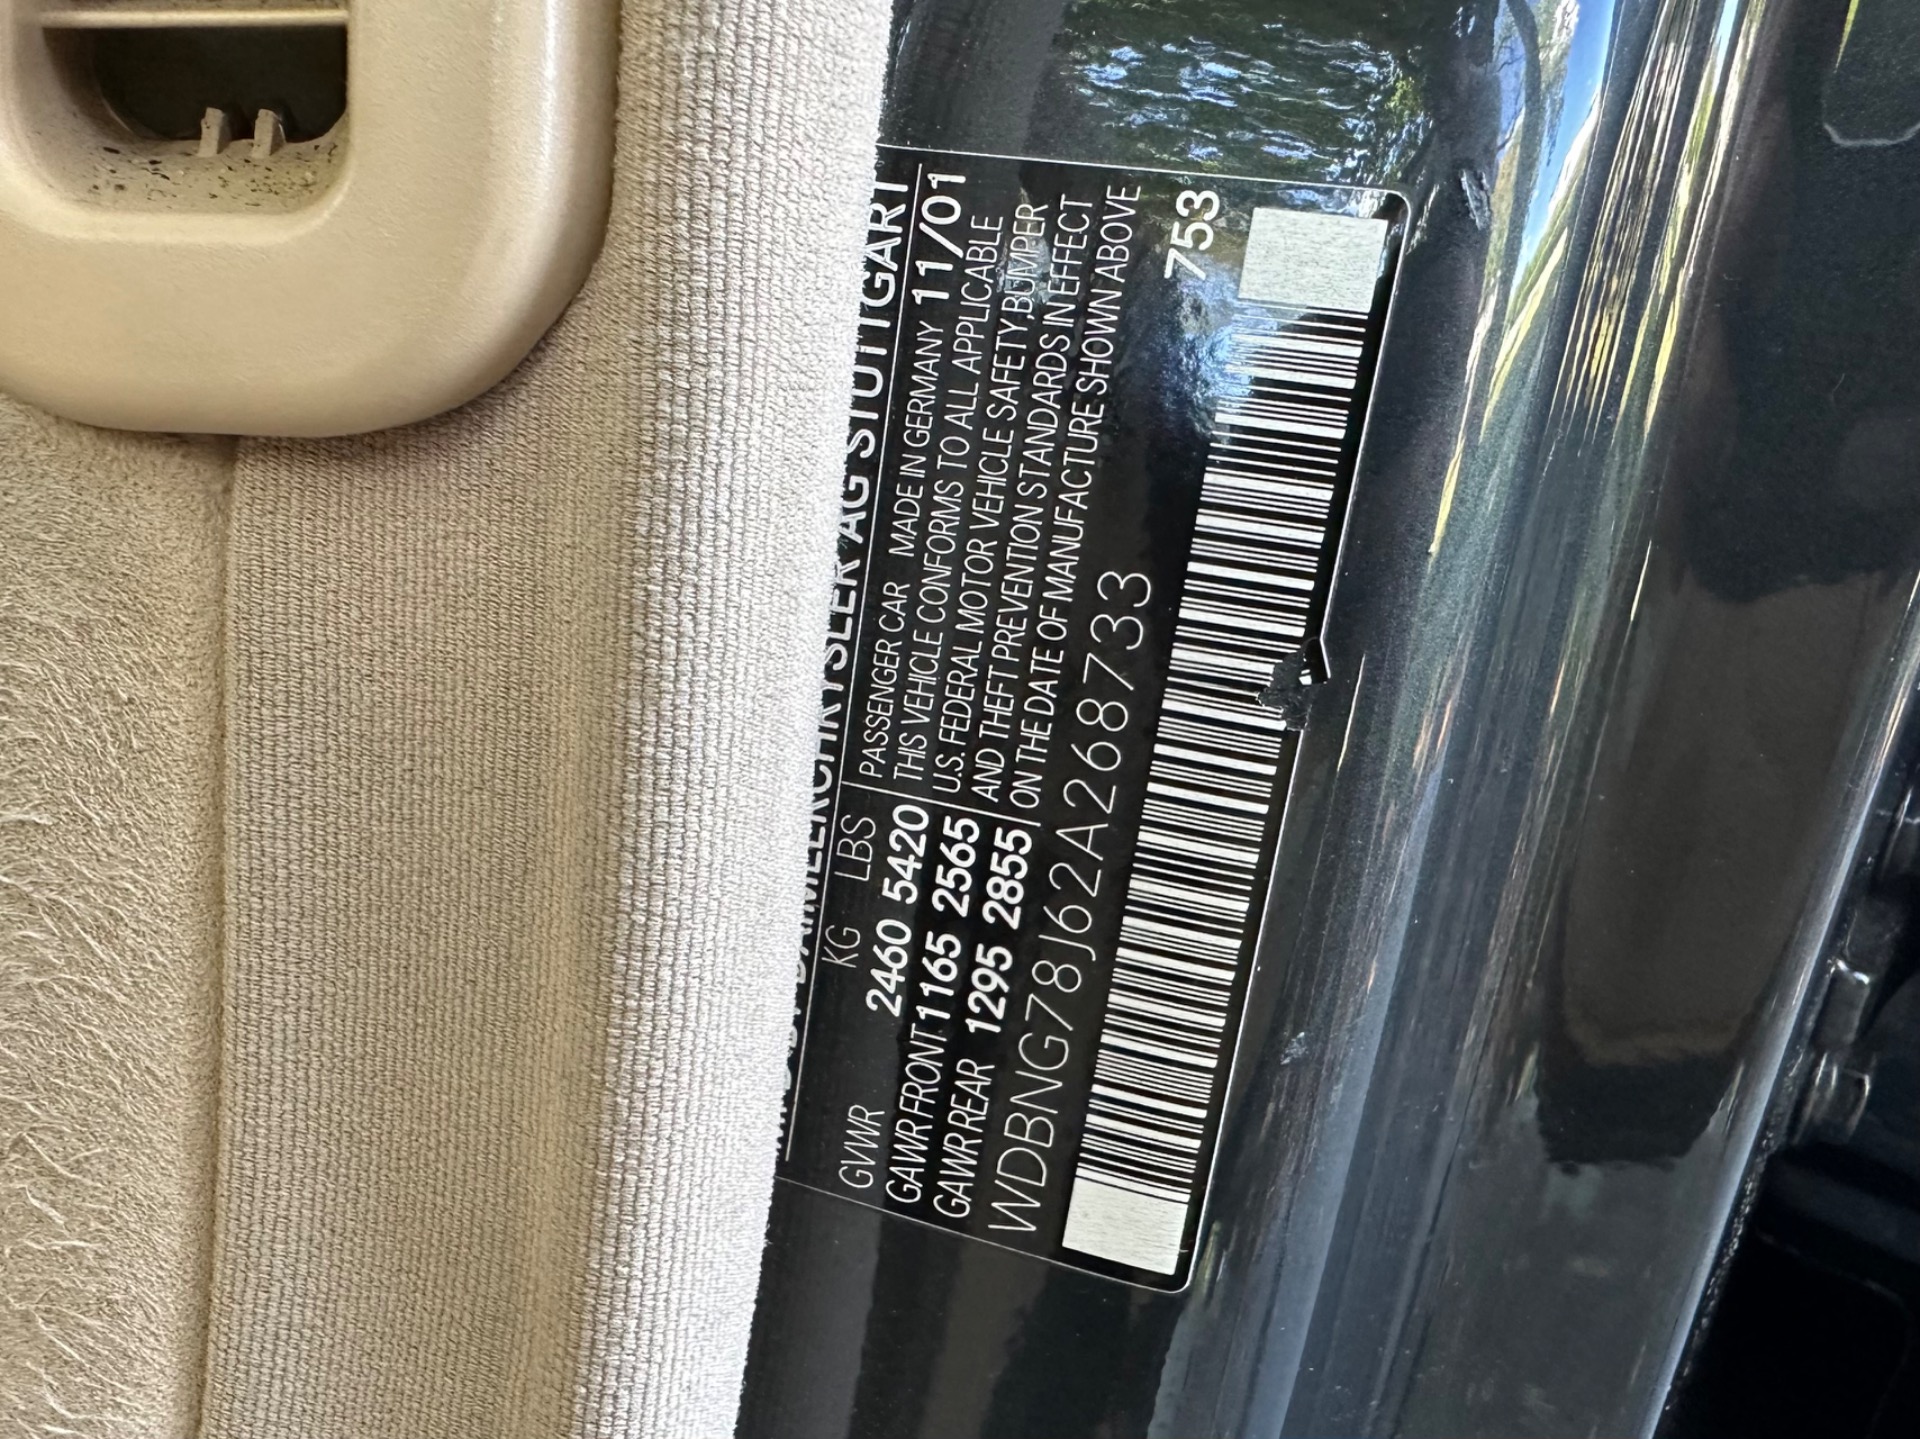 DAIMLERCHRYSLER AG STUTTGART
KG LBS
GVWR 2460 5420
GAWR FRONT 1165 2565
GAWR REAR 1295 2855
PASSENGER CAR MADE IN GERMANY 11/01
THIS VEHICLE CONFORMS TO ALL APPLICABLE
U.S. FEDERAL MOTOR VEHICLE SAFETY, BUMPER
AND THEFT PREVENTION STANDARDS IN EFFECT
ON THE DATE OF MANUFACTURE SHOWN ABOVE
WDBNG78J62A268733
753